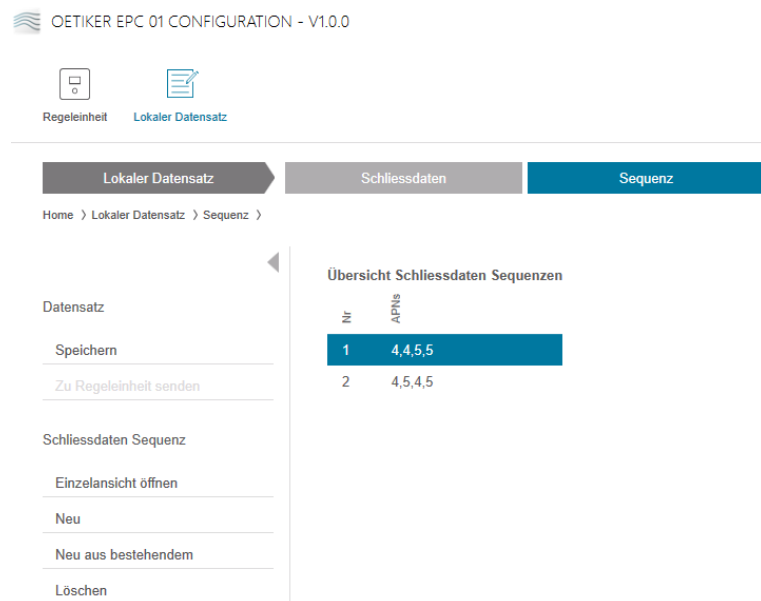 OETIKER EPC 01 CONFIGURATION - V1.0.0
Regeleinheit Lokaler Datensatz
Lokaler Datensatz Schliessdaten Sequenz
Home > Lokaler Datensatz > Sequenz >
Datensatz
Speichern
Zu Regeleinheit senden
Schliessdaten Sequenz
Einzelansicht öffnen
Neu
Neu aus bestehendem
Löschen
Übersicht Schliessdaten Sequenzen
Nr APNs
1 4,4,5,5
2 4,5,4,5